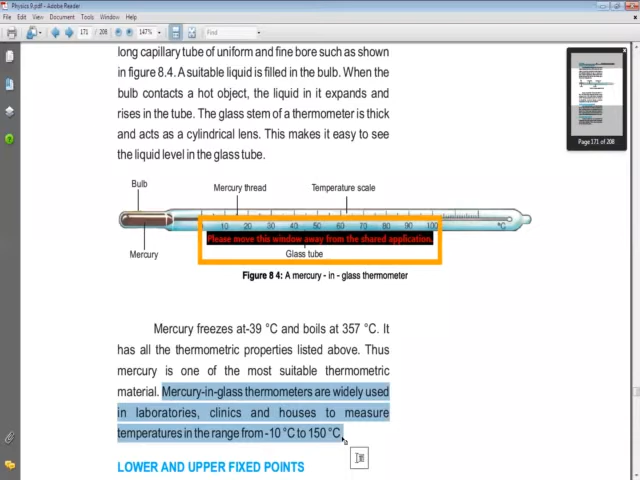 Physics 9.pdf - Adobe Reader
File Edit View Document Tools Window Help
171 / 208 147% Find
long capillary tube of uniform and fine bore such as shown
in figure 8.4. A suitable liquid is filled in the bulb. When the
bulb contacts a hot object, the liquid in it expands and
rises in the tube. The glass stem of a thermometer is thick
and acts as a cylindrical lens. This makes it easy to see
the liquid level in the glass tube.
Page 171 of 208
Bulb Mercury thread Temperature scale
10 20 30 40 50 60 70 80 90 100 °C
Please move this window away from the shared application.
Mercury Glass tube
Figure 8 4: A mercury - in - glass thermometer
Mercury freezes at-39 °C and boils at 357 °C. It
has all the thermometric properties listed above. Thus
mercury is one of the most suitable thermometric
material. Mercury-in-glass thermometers are widely used
in laboratories, clinics and houses to measure
temperatures in the range from -10 °C to 150 °C.
LOWER AND UPPER FIXED POINTS